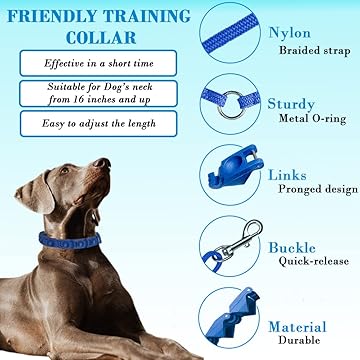 FRIENDLY TRAINING
COLLAR
Effective in a short time
Suitable for Dog's neck
from 16 inches and up
Easy to adjust the length
Nylon
Braided strap
Sturdy
Metal O-ring
Links
Pronged design
Buckle
Quick-release
Material
Durable